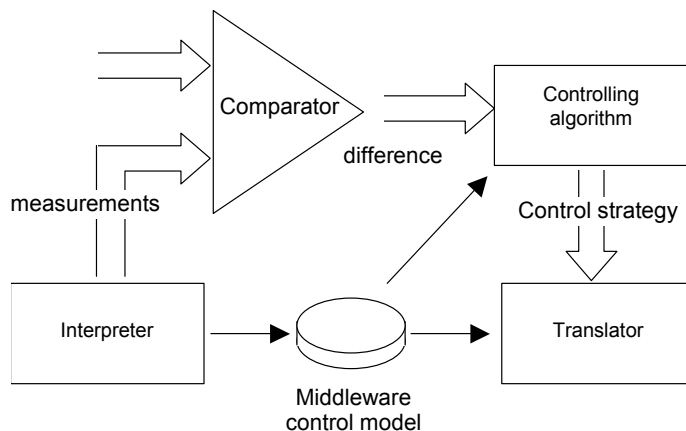 Comparator
Controlling
algorithm
difference
measurements
Control strategy
Interpreter
Translator
Middleware
control model